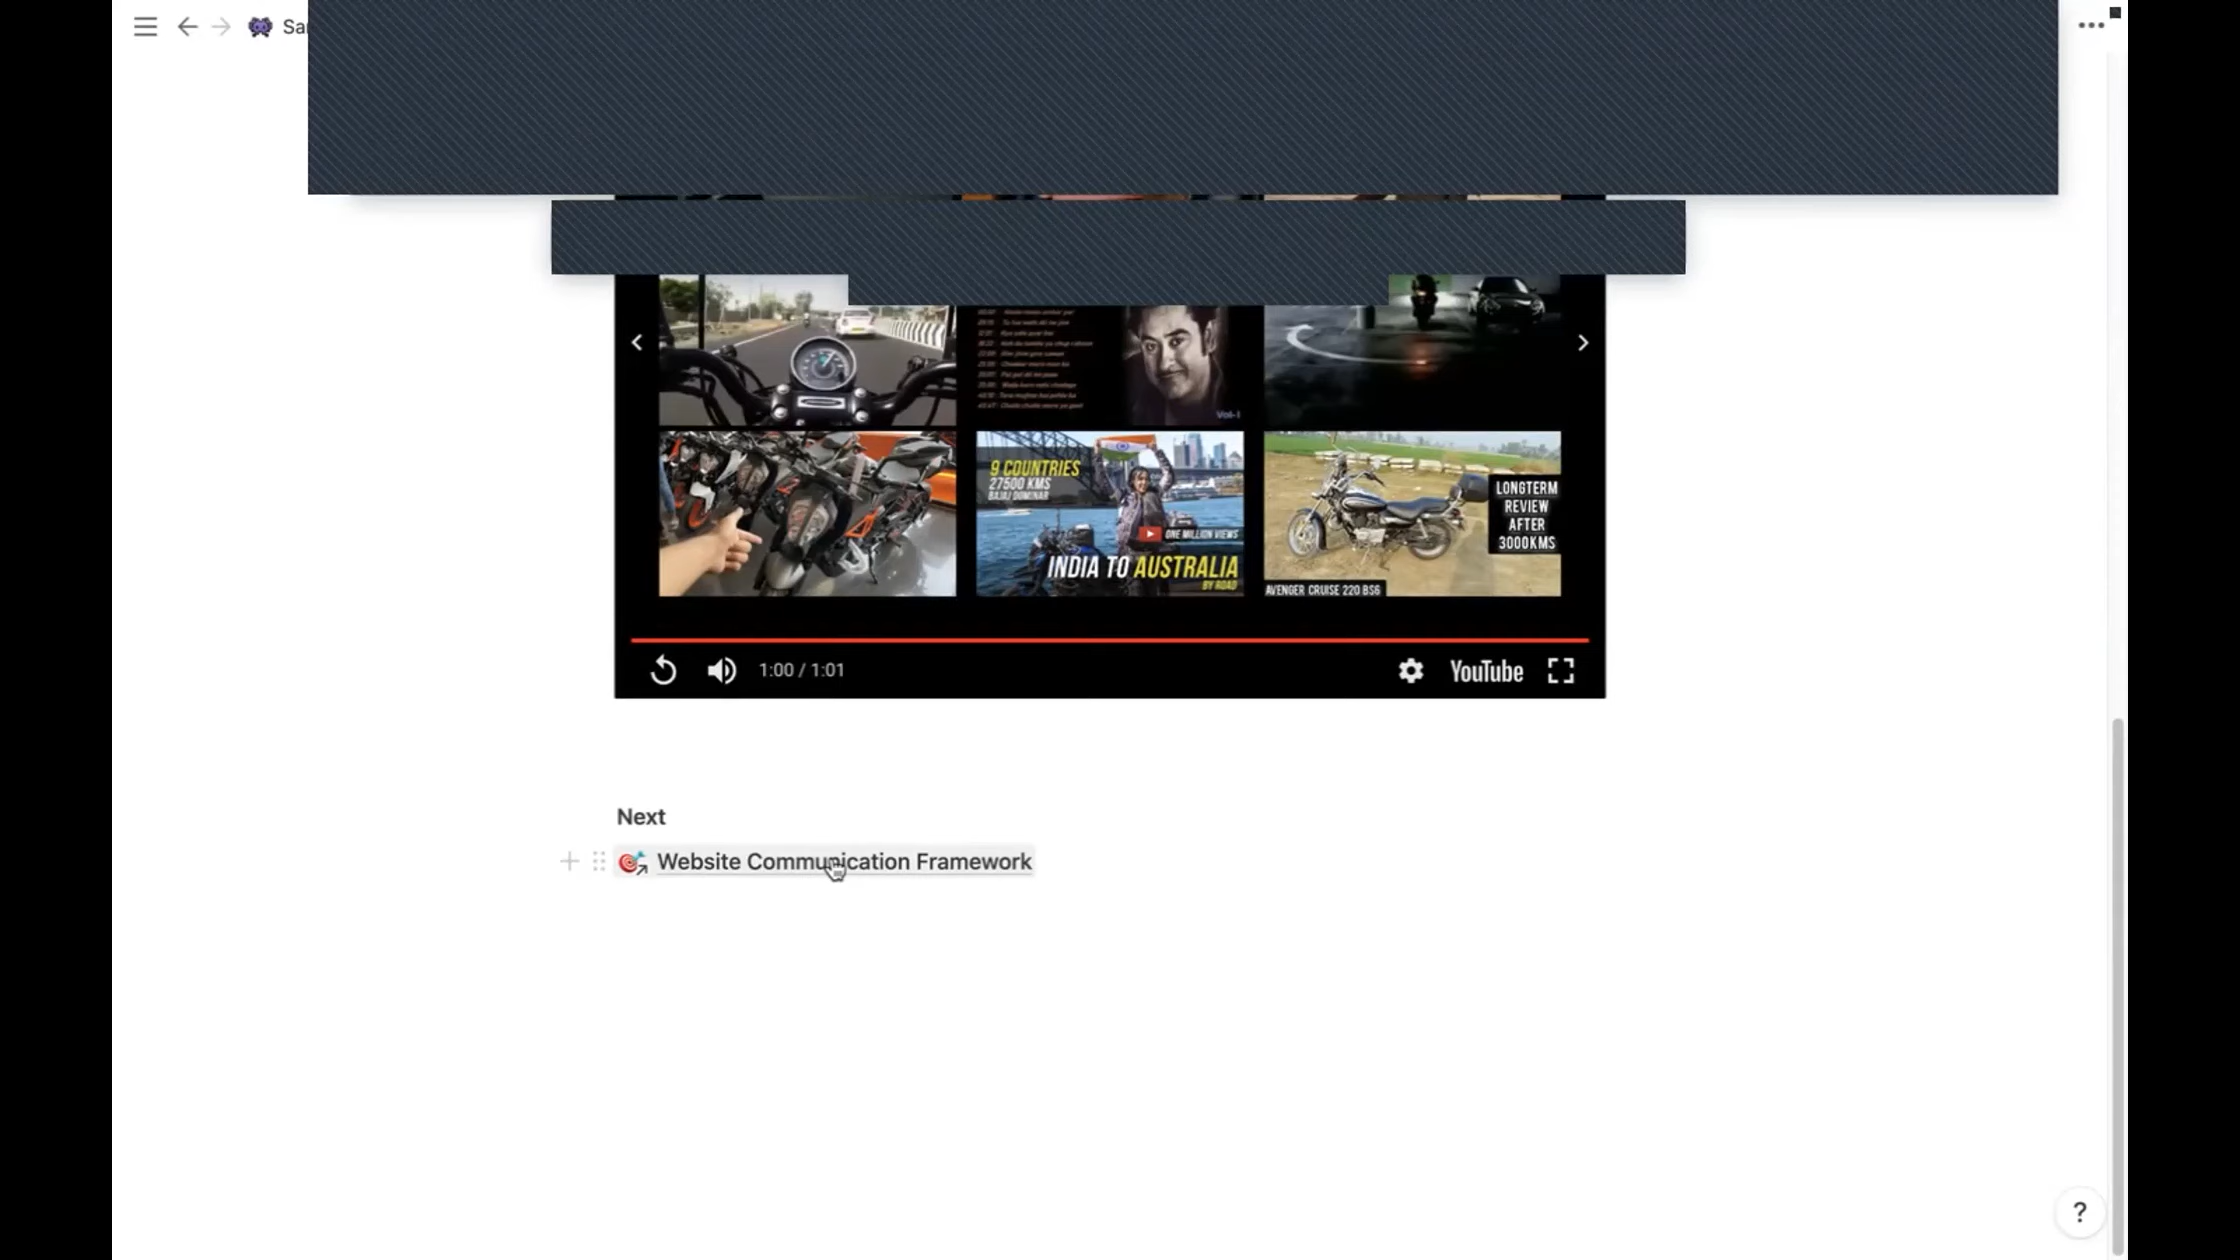 Sa
Vol-I
9 COUNTRIES
27500 KMS
BAJAJ DOMINAR
ONE MILLION VIEWS
INDIA TO AUSTRALIA
BY ROAD
LONGTERM
REVIEW
AFTER
3000KMS
AVENGER CRUISE 220 BS6
1:00 / 1:01
YouTube
Next
Website Communication Framework
?